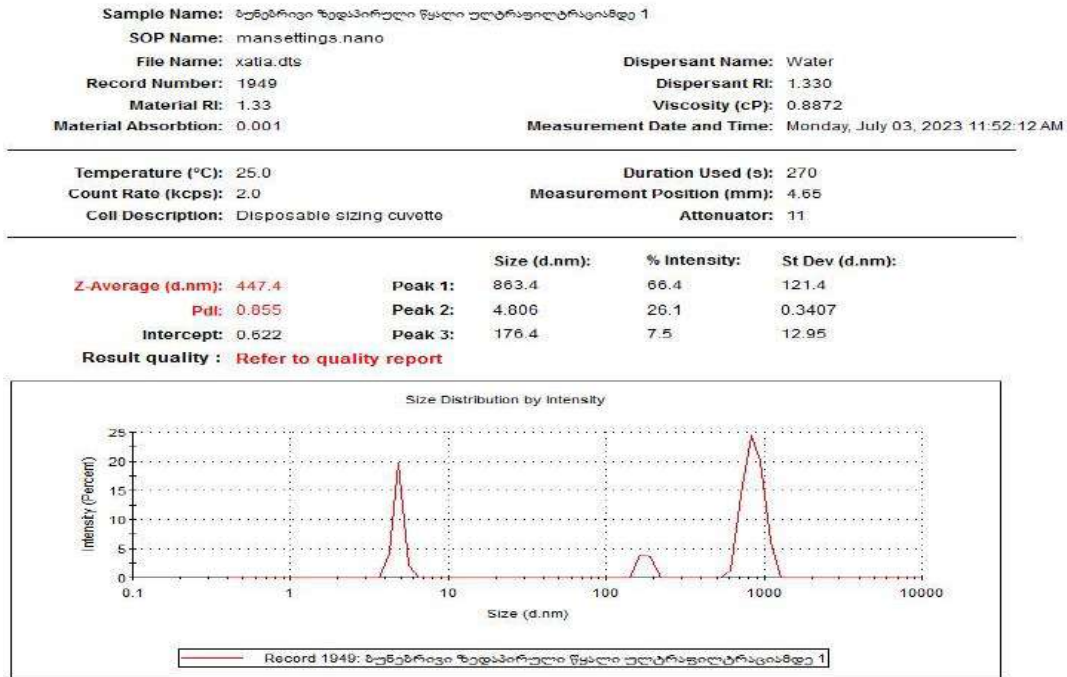 Sample Name: ბუნებრივი ზედაპირული წყალი ულტრაფილტრაციამდე 1
SOP Name: mansettings.nano
File Name: xatia.dts Dispersant Name: Water
Record Number: 1949 Dispersant RI: 1.330
Material RI: 1.33 Viscosity (cP): 0.8872
Material Absorbtion: 0.001 Measurement Date and Time: Monday, July 03, 2023 11:52:12 AM
Temperature (°C): 25.0 Duration Used (s): 270
Count Rate (kcps): 2.0 Measurement Position (mm): 4.65
Cell Description: Disposable sizing cuvette Attenuator: 11
Size (d.nm): % Intensity: St Dev (d.nm):
Z-Average (d.nm): 447.4 Peak 1: 863.4 66.4 121.4
PdI: 0.855 Peak 2: 4.806 26.1 0.3407
Intercept: 0.622 Peak 3: 176.4 7.5 12.95
Result quality : Refer to quality report
Size Distribution by Intensity
Intensity (Percent)
25
20
15
10
5
0
0.1 1 10 100 1000 10000
Size (d.nm)
Record 1949: ბუნებრივი ზედაპირული წყალი ულტრაფილტრაციამდე 1